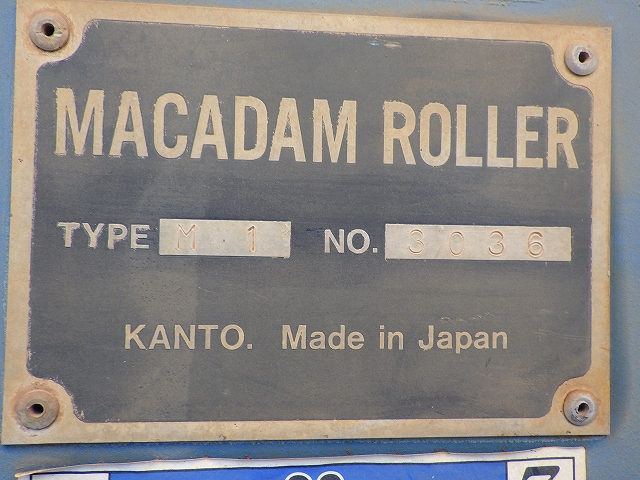 MACADAM ROLLER
TYPE M 1 NO. 3036
KANTO. Made in Japan